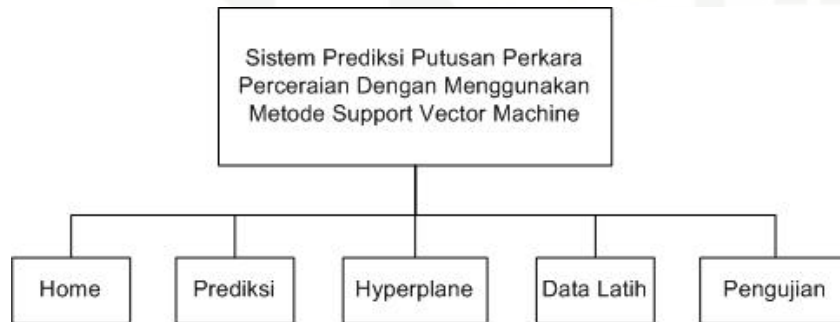 Sistem Prediksi Putusan Perkara
Perceraian Dengan Menggunakan
Metode Support Vector Machine
Home
Prediksi
Hyperplane
Data Latih
Pengujian